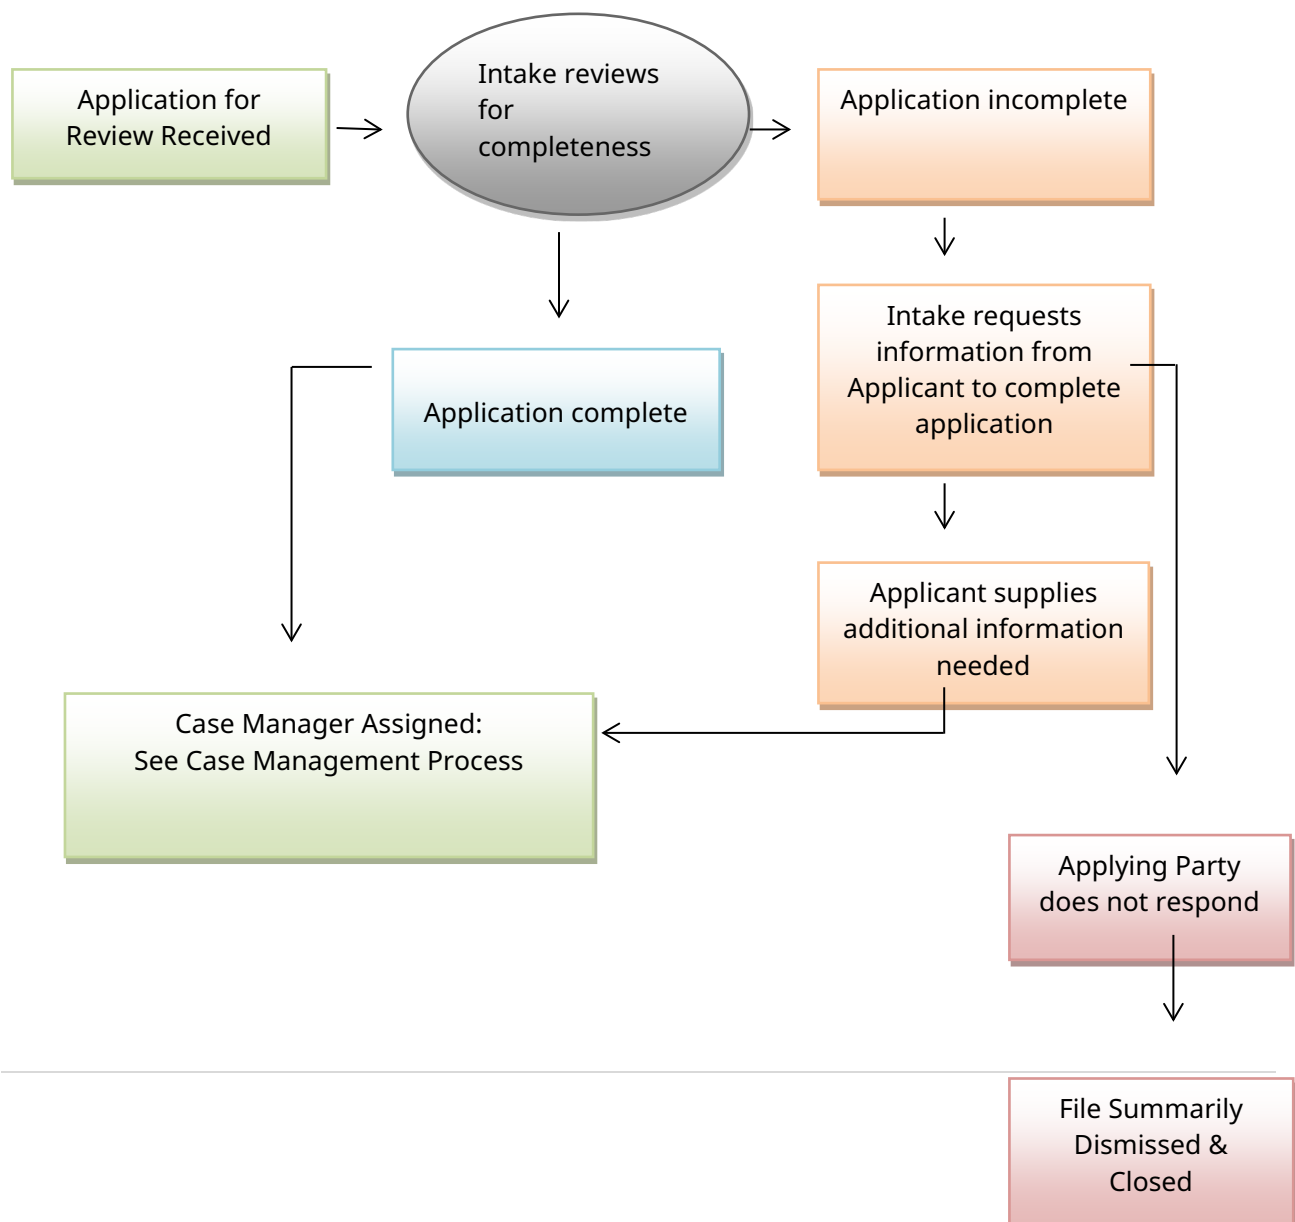 Application for
Review Received
Intake reviews
for
completeness
Application incomplete
Intake requests
information from
Applicant to complete
application
Application complete
Applicant supplies
additional information
needed
Case Manager Assigned:
See Case Management Process
Applying Party
does not respond
File Summarily
Dismissed &
Closed